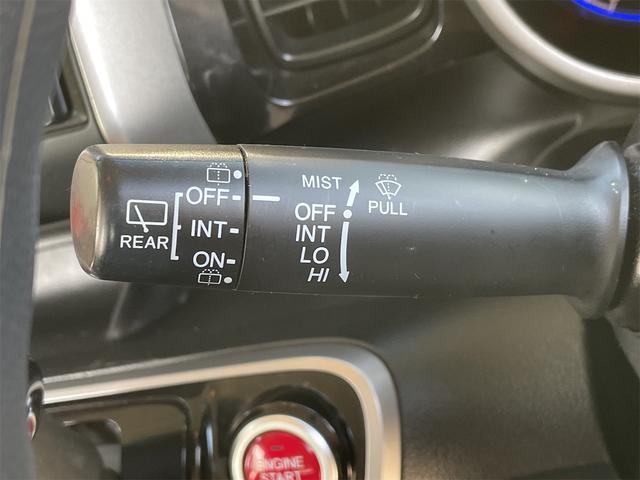 REAR
OFF
INT
ON
MIST
OFF
INT
LO
HI
PULL
ENGINE
START